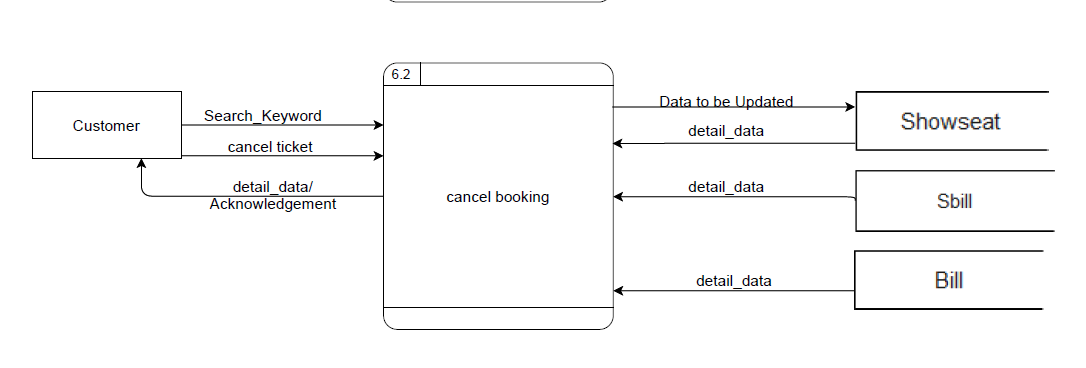 6.2
Customer
Search_Keyword
cancel ticket
detail_data/
Acknowledgement
cancel booking
Data to be Updated
detail_data
Showseat
detail_data
Sbill
detail_data
Bill